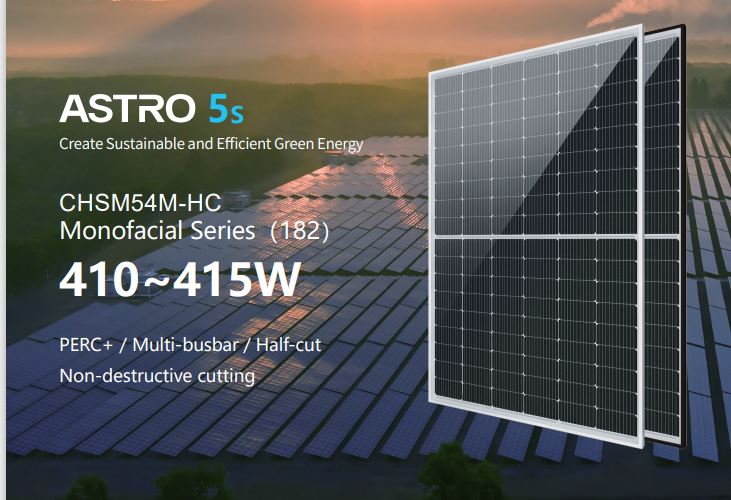 ASTRO 5s
Create Sustainable and Efficient Green Energy
CHSM54M-HC
Monofacial Series（182）
410~415W
PERC+ / Multi-busbar / Half-cut
Non-destructive cutting